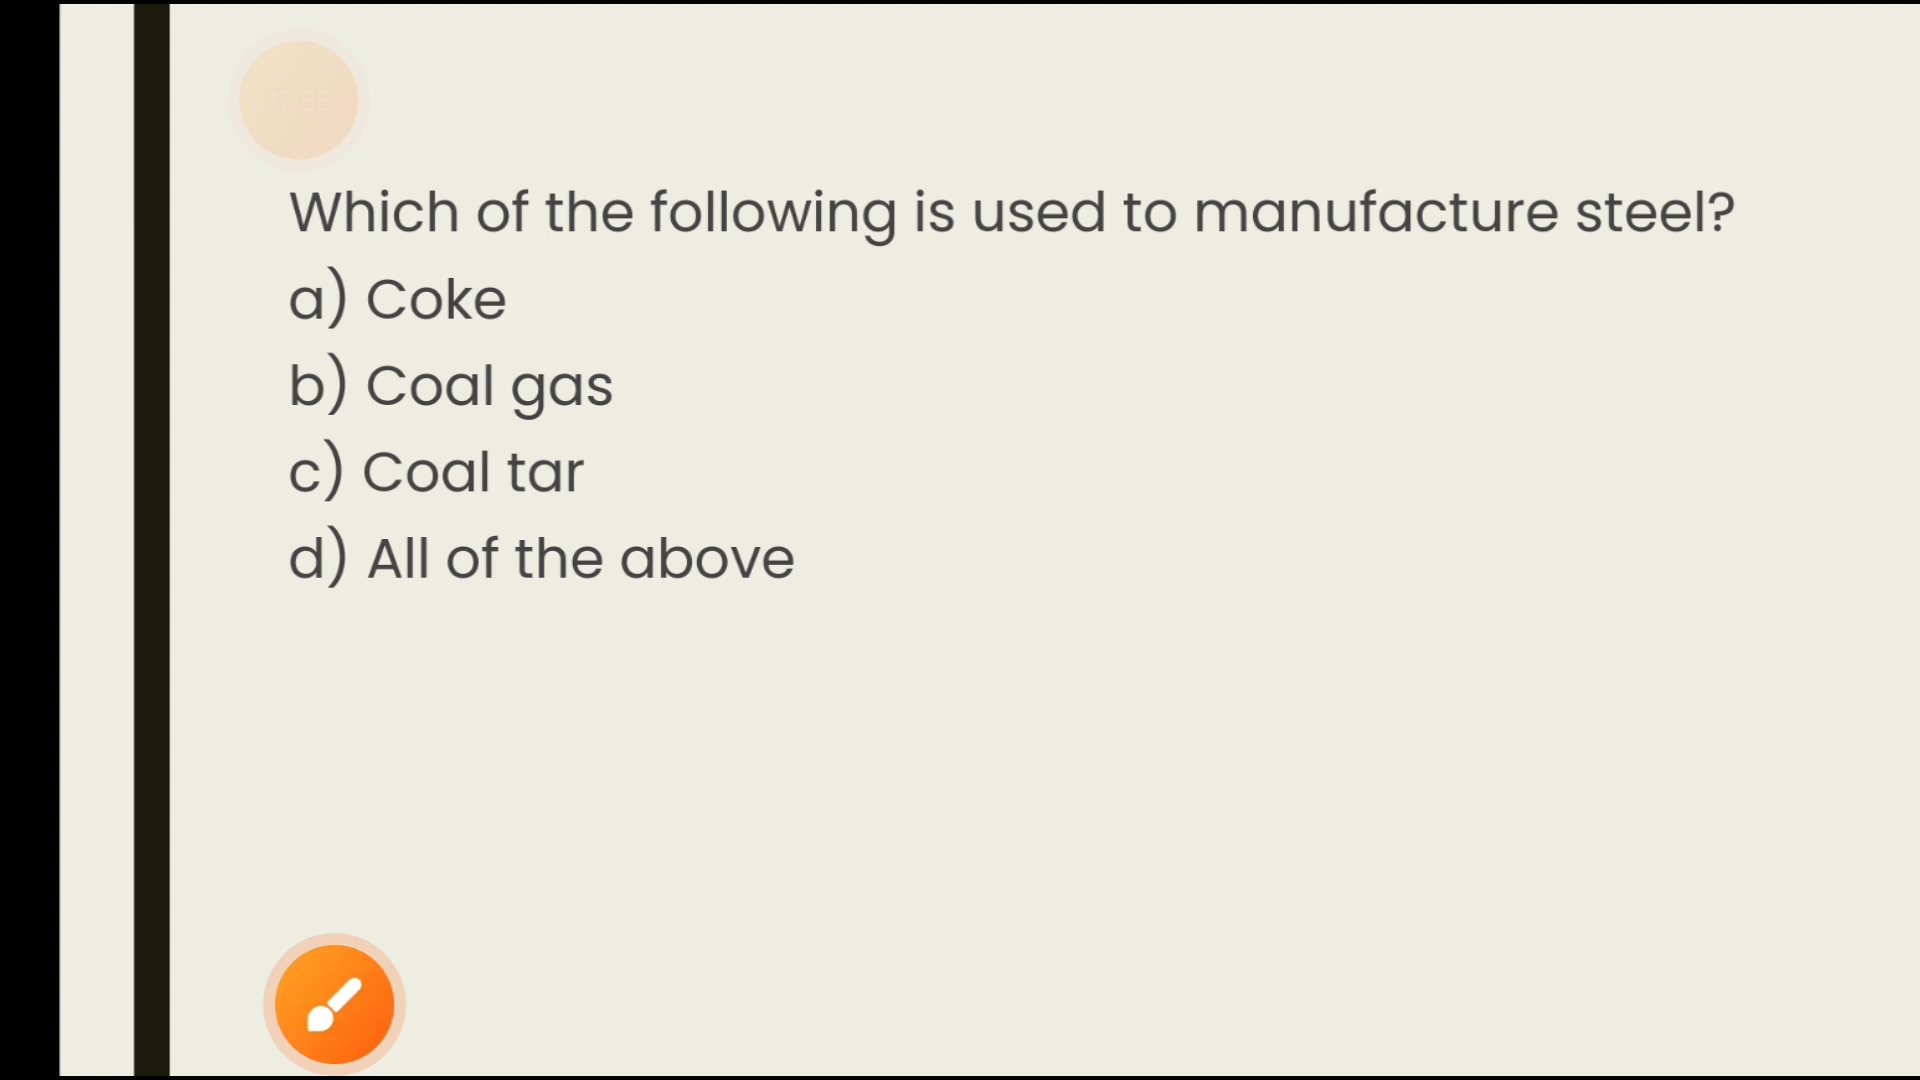 Which of the following is used to manufacture steel?
a) Coke
b) Coal gas
c) Coal tar
d) All of the above